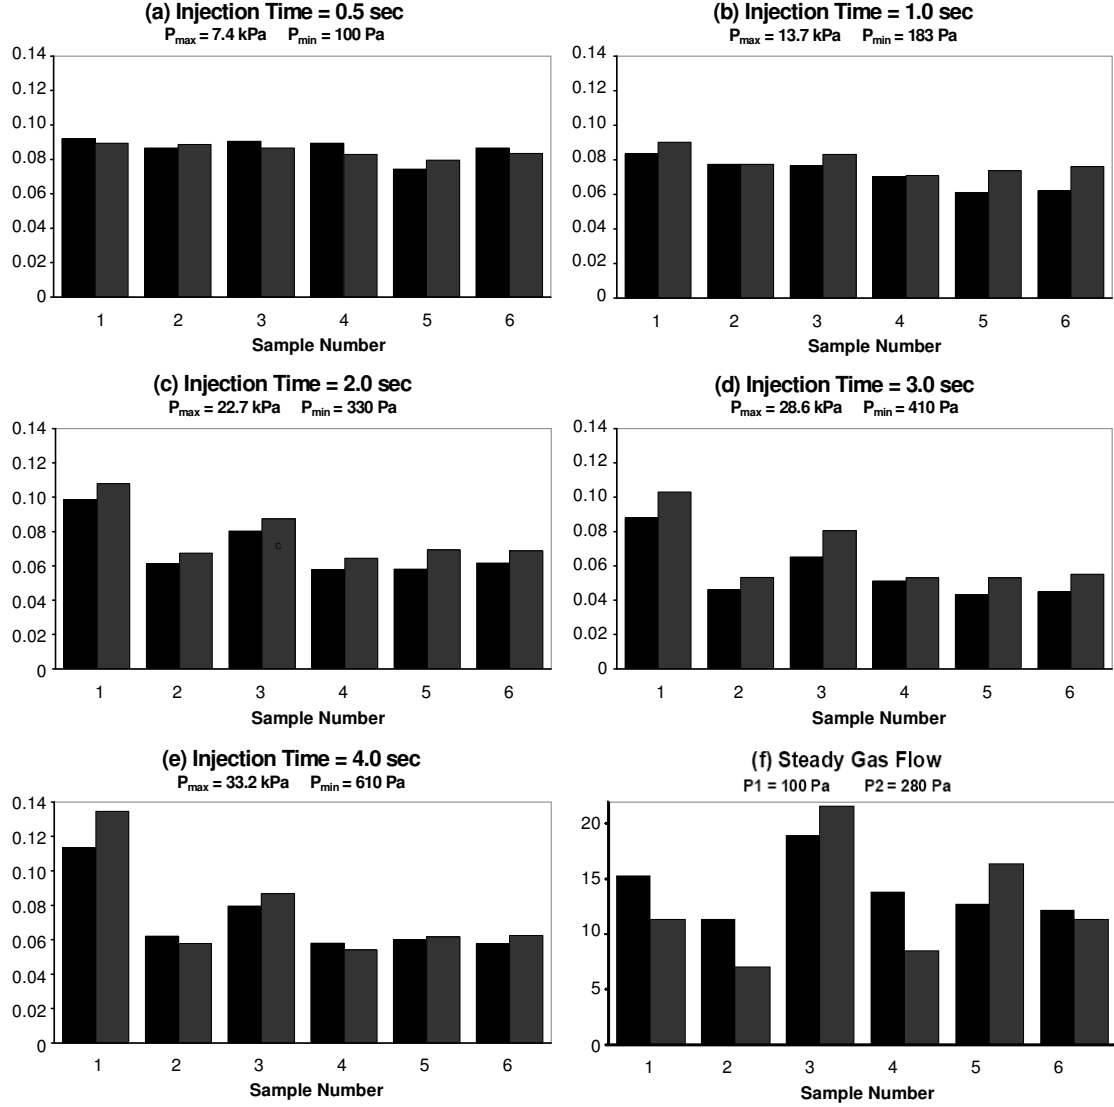 (a) Injection Time = 0.5 sec
Pmax = 7.4 kPa Pmin = 100 Pa
0.14
0.12
0.10
0.08
0.06
0.04
0.02
0
1 2 3 4 5 6
Sample Number
(b) Injection Time = 1.0 sec
Pmax = 13.7 kPa Pmin = 183 Pa
0.14
0.12
0.10
0.08
0.06
0.04
0.02
0
1 2 3 4 5 6
Sample Number
(c) Injection Time = 2.0 sec
Pmax = 22.7 kPa Pmin = 330 Pa
0.14
0.12
0.10
0.08
0.06
0.04
0.02
0
c
1 2 3 4 5 6
Sample Number
(d) Injection Time = 3.0 sec
Pmax = 28.6 kPa Pmin = 410 Pa
0.14
0.12
0.10
0.08
0.06
0.04
0.02
0
1 2 3 4 5 6
Sample Number
(e) Injection Time = 4.0 sec
Pmax = 33.2 kPa Pmin = 610 Pa
0.14
0.12
0.10
0.08
0.06
0.04
0.02
0
1 2 3 4 5 6
Sample Number
(f) Steady Gas Flow
P1 = 100 Pa P2 = 280 Pa
20
15
10
5
0
1 2 3 4 5 6
Sample Number